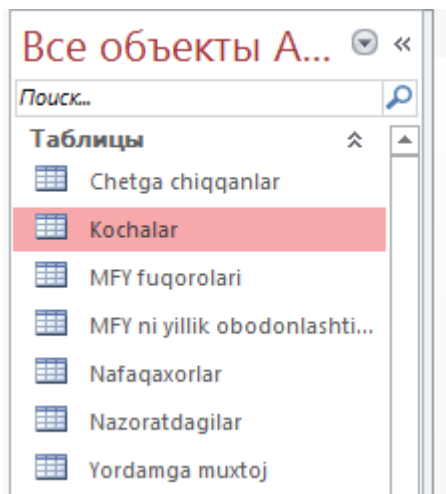 Все объекты A...
Поиск...
Таблицы
Chetga chiqqanlar
Kochalar
MFY fuqorolari
MFY ni yillik obodonlashti...
Nafaqaxorlar
Nazoratdagilar
Yordamga muxtoj